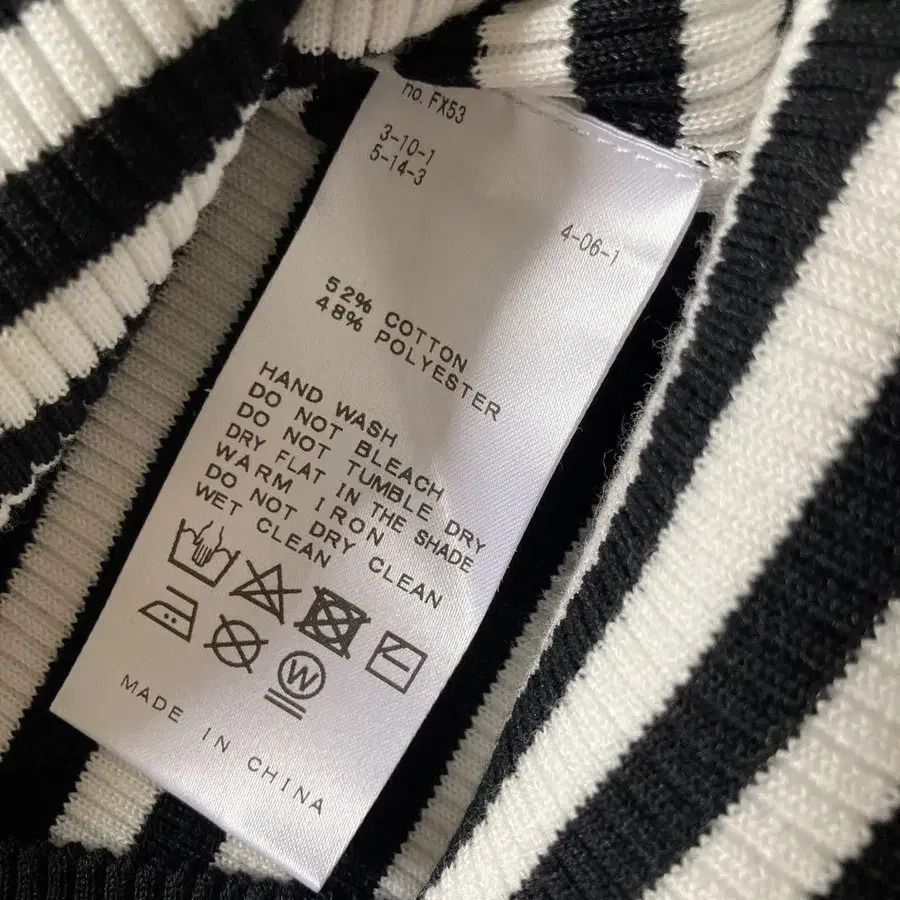 no. FX53
3-10-1
5-14-3
4-06-1
52% COTTON
48% POLYESTER
HAND WASH
DO NOT BLEACH
DO NOT TUMBLE DRY
DRY FLAT IN THE SHADE
WARM IRON
DO NOT DRY CLEAN
WET CLEAN
W
MADE IN CHINA